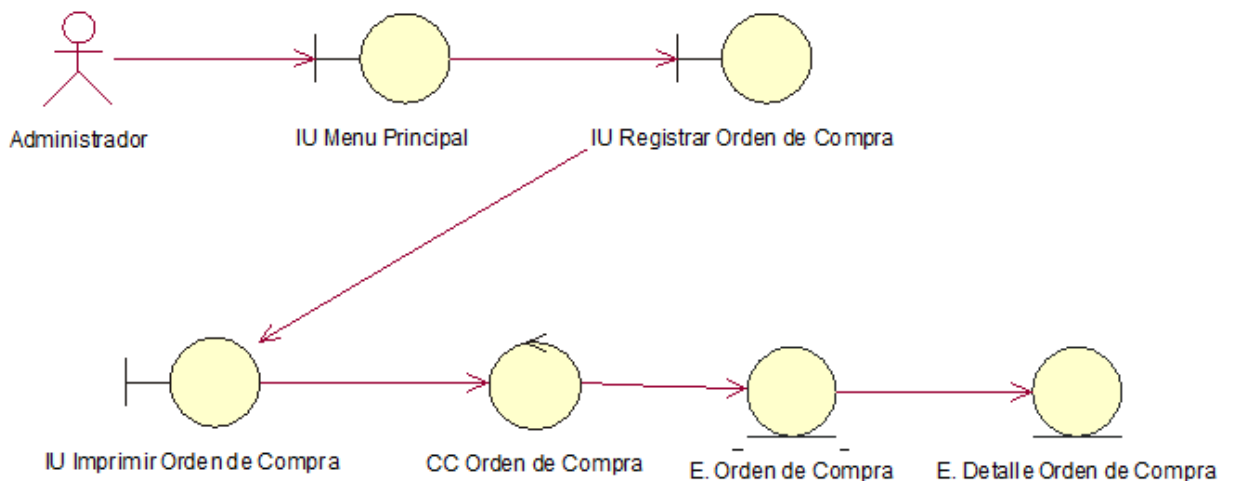 Administrador
IU Menu Principal
IU Registrar Orden de Compra
IU Imprimir Orden de Compra
CC Orden de Compra
E. Orden de Compra
E. Detalle Orden de Compra